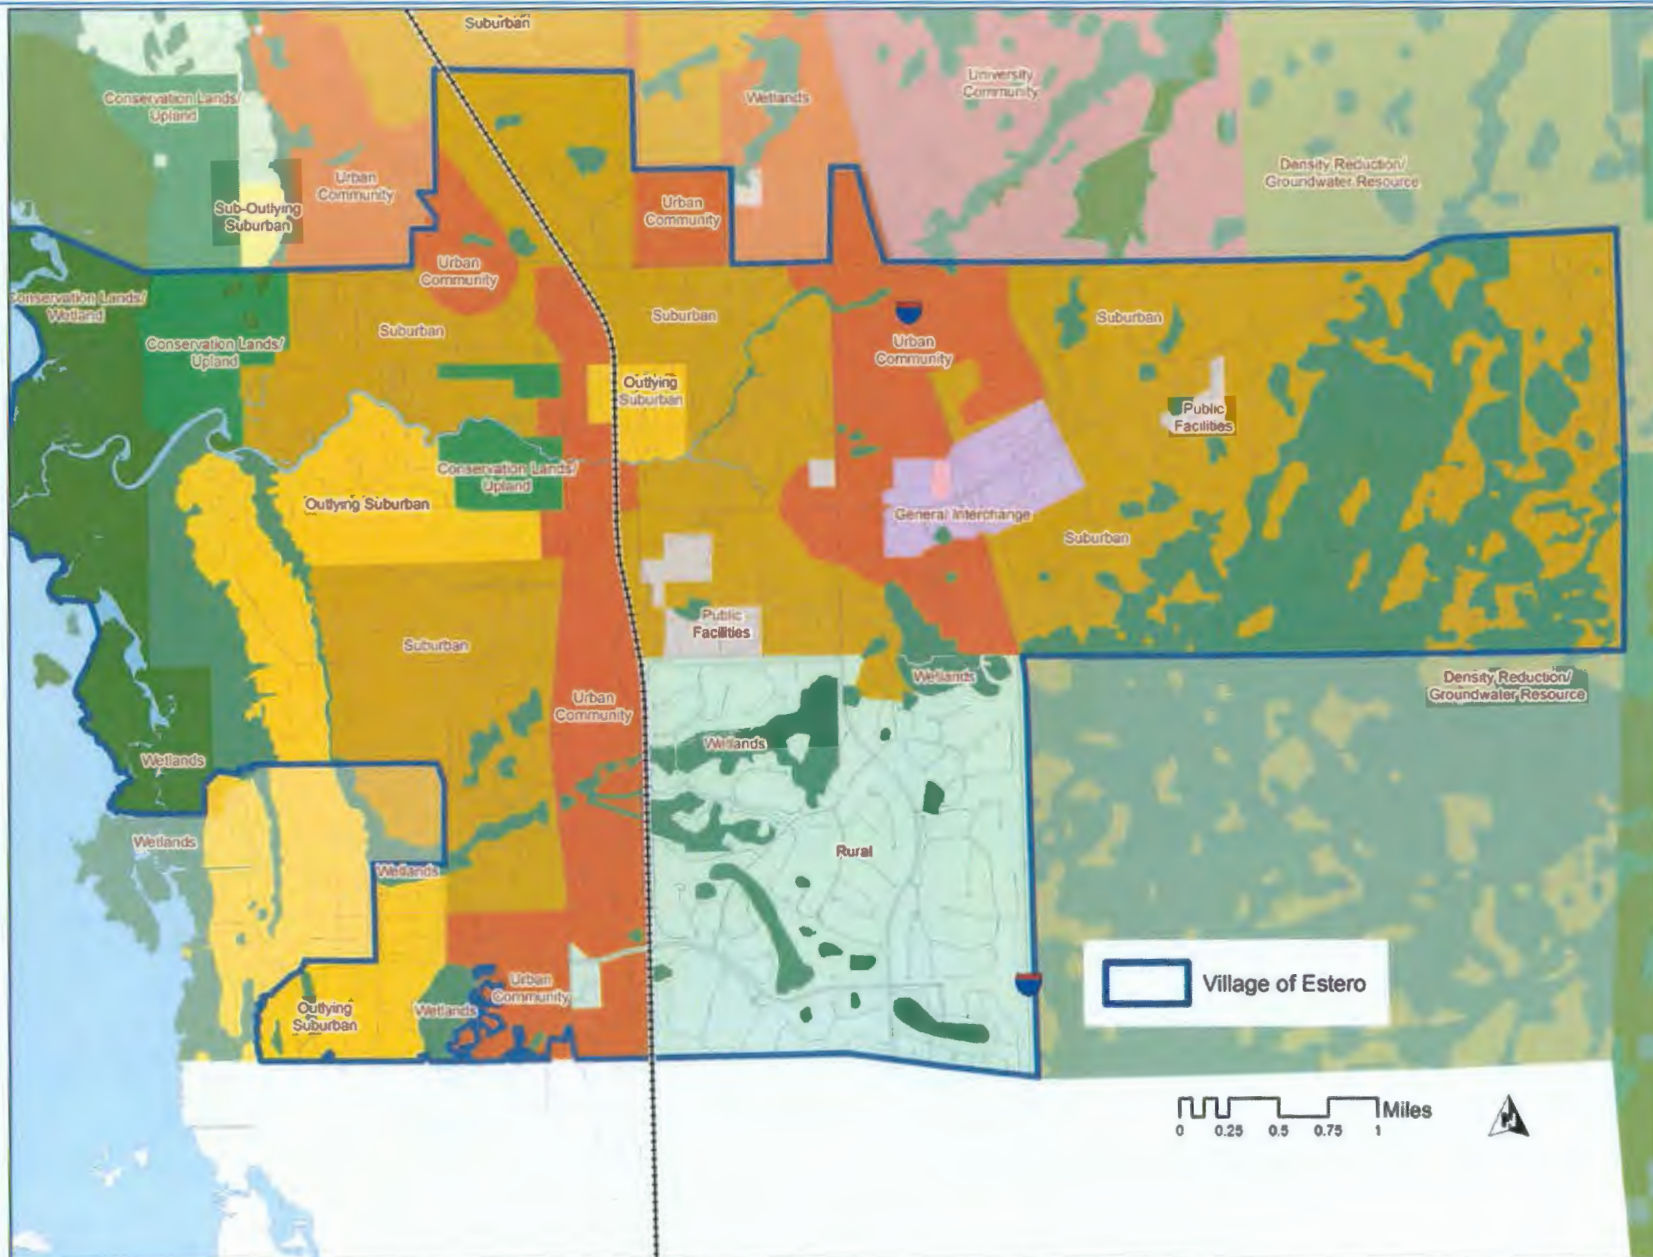 Suburban
Conservation Lands/
Upland
Wetlands
University
Community
Urban
Community
Density Reduction/
Groundwater Resource
Sub-Outlying
Suburban
Urban
Community
Urban
Community
Conservation Lands/
Wetland
Suburban
Suburban
Suburban
Conservation Lands/
Upland
Urban
Community
Outlying
Suburban
Public
Facilities
Conservation Lands/
Upland
Outlying Suburban
General Interchange
Suburban
Public
Facilities
Suburban
Wetlands
Density Reduction/
Groundwater Resource
Urban
Community
Wetlands
Wetlands
Wetlands
Rural
Wetlands
Village of Estero
Urban
Community
Outlying
Suburban
Wetlands
Miles
0 0.25 0.5 0.75 1
N